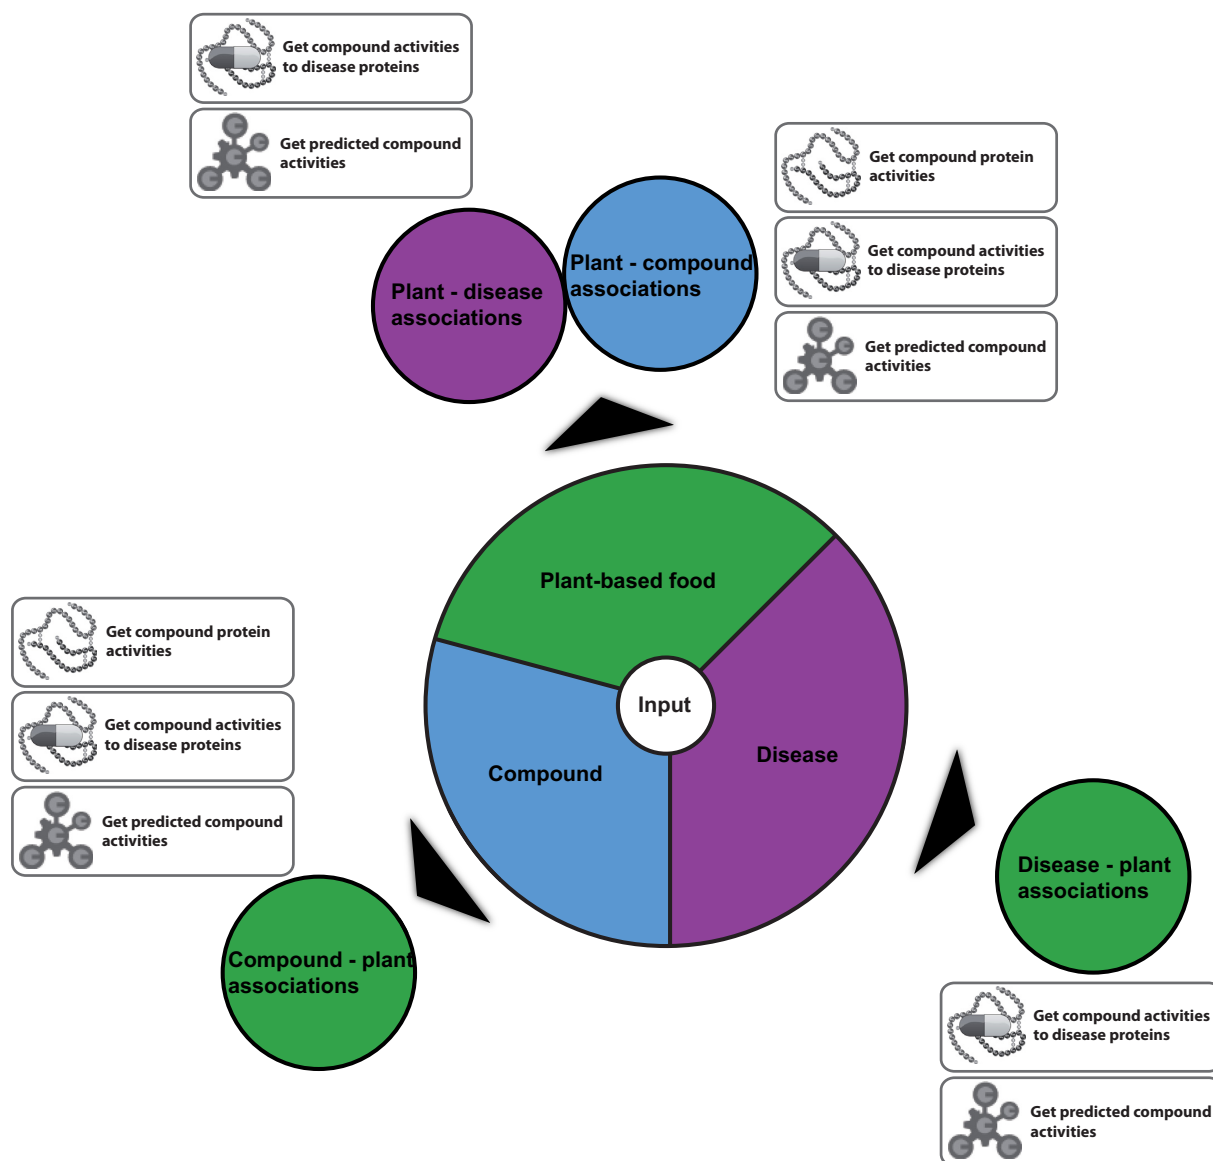 Get compound activities
to disease proteins
Get predicted compound
activities
Get compound protein
activities
Get compound activities
to disease proteins
Get predicted compound
activities
Plant - disease
associations
Plant - compound
associations
Plant-based food
Input
Compound
Disease
Get compound protein
activities
Get compound activities
to disease proteins
Get predicted compound
activities
Compound - plant
associations
Disease - plant
associations
Get compound activities
to disease proteins
Get predicted compound
activities